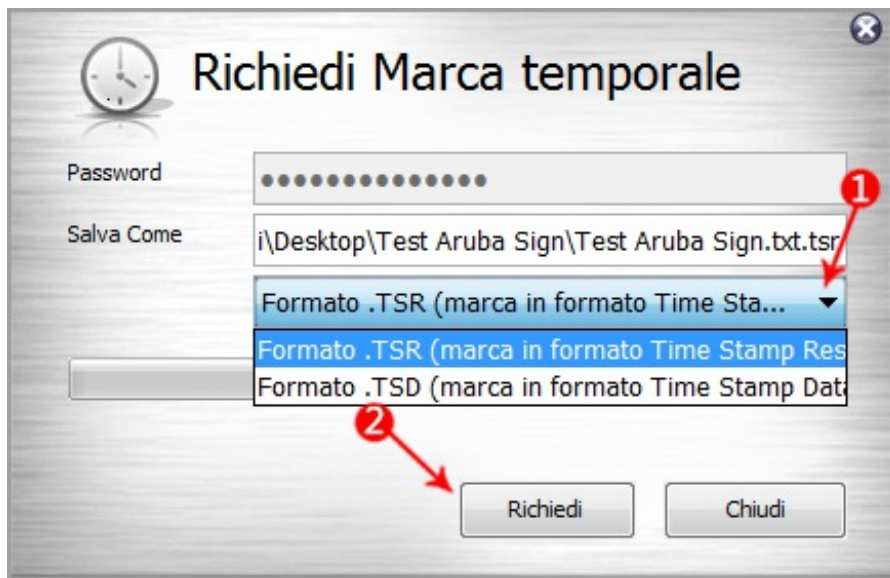 Richiedi Marca temporale
Password
●●●●●●●●●●●●●●
1
Salva Come
i\Desktop\Test Aruba Sign\Test Aruba Sign.txt.tsr
Formato .TSR (marca in formato Time Sta...
Formato .TSR (marca in formato Time Stamp Res
Formato .TSD (marca in formato Time Stamp Data
2
Richiedi
Chiudi